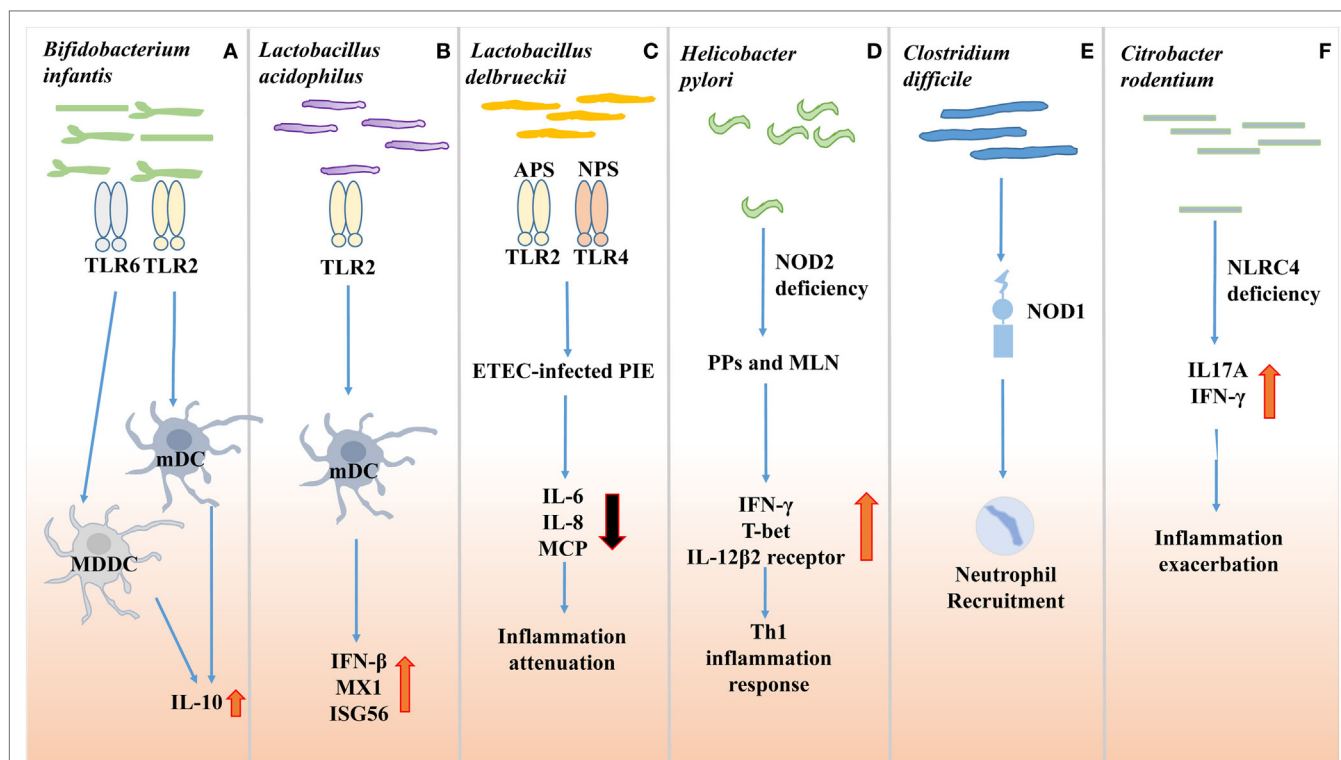 Bifidobacterium
infantis
A
TLR6 TLR2
mDC
MDDC
IL-10
Lactobacillus
acidophilus
B
TLR2
mDC
IFN-β
MX1
ISG56
Lactobacillus
delbrueckii
C
APS NPS
TLR2 TLR4
ETEC-infected PIE
IL-6
IL-8
MCP
Inflammation
attenuation
Helicobacter
pylori
D
NOD2
deficiency
PPs and MLN
IFN-γ
T-bet
IL-12β2 receptor
Th1
inflammation
response
Clostridium
difficile
E
NOD1
Neutrophil
Recruitment
Citrobacter
rodentium
F
NLRC4
deficiency
IL17A
IFN-γ
Inflammation
exacerbation